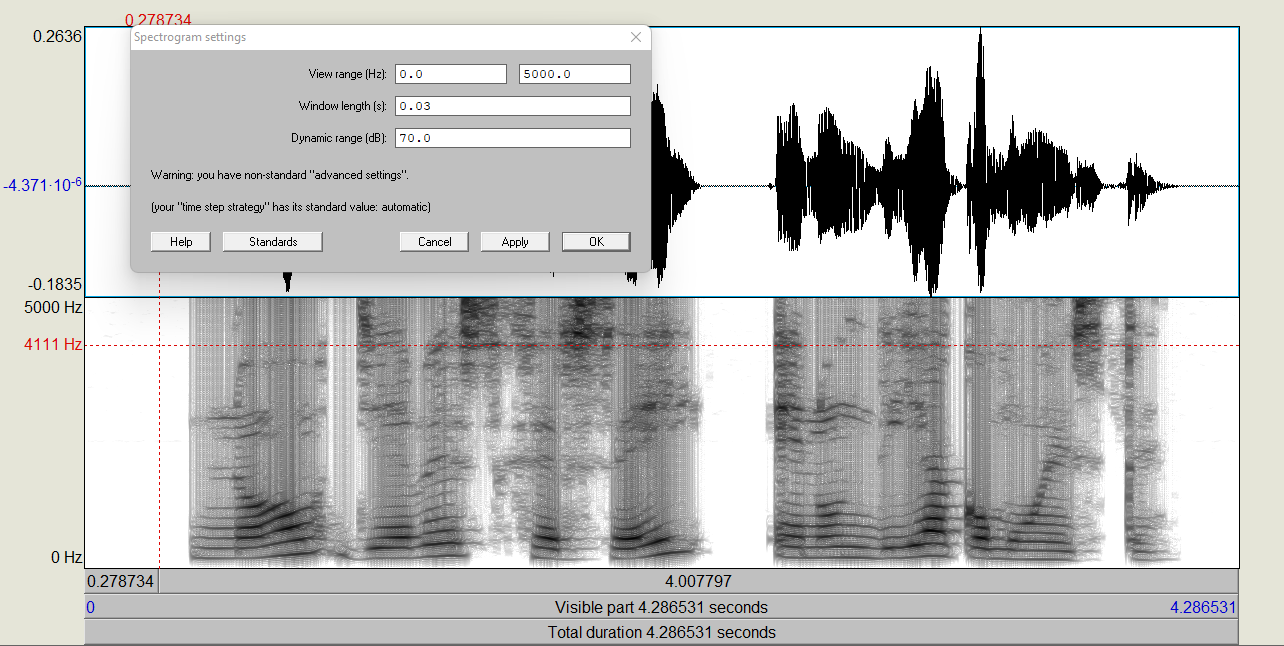 0.278734
0.2636
Spectrogram settings
View range (Hz): 0.0 5000.0
Window length (s): 0.03
Dynamic range (dB): 70.0
Warning: you have non-standard "advanced settings".
(your "time step strategy" has its standard value: automatic)
Help Standards Cancel Apply OK
-4.371·10⁻⁶
-0.1835
5000 Hz
4111 Hz
0 Hz
0.278734 4.007797
0 Visible part 4.286531 seconds 4.286531
Total duration 4.286531 seconds